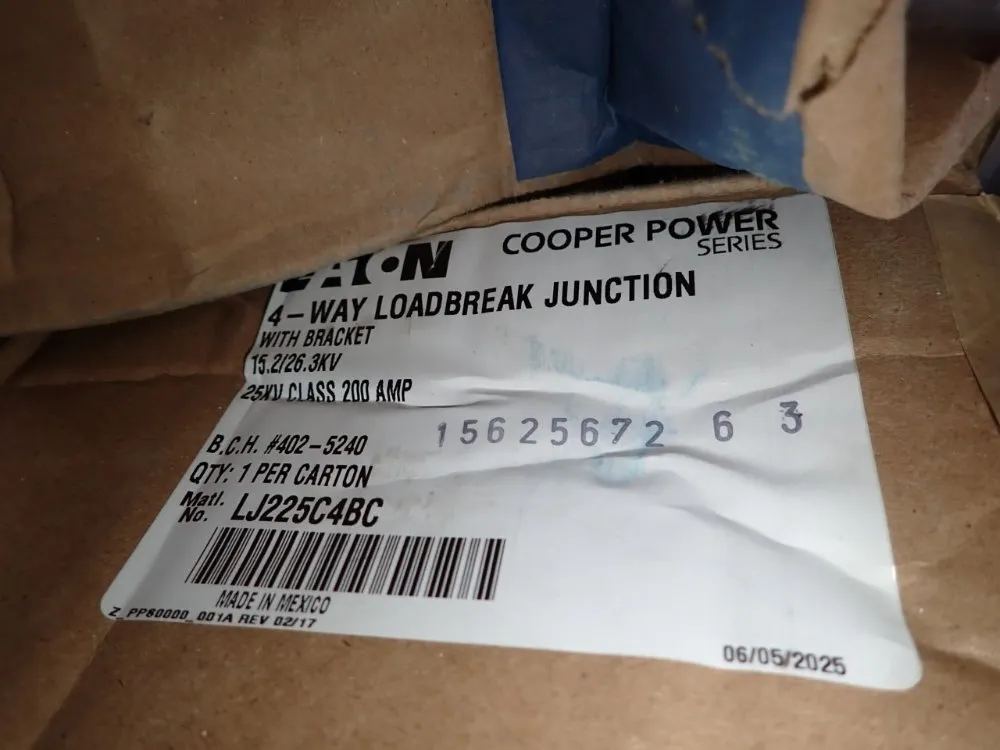 EATON COOPER POWER
SERIES
4-WAY LOADBREAK JUNCTION
WITH BRACKET
15.2/26.3KV
25KV CLASS 200 AMP
15625672 6 3
B.C.H. #402-5240
QTY: 1 PER CARTON
Matl.
No. LJ225C4BC
MADE IN MEXICO
Z_PP80000_001A REV 02/17
06/05/2025